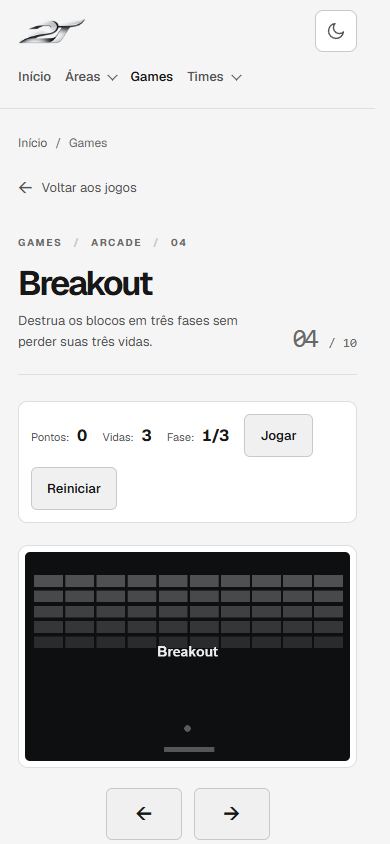 Início Áreas Games Times
Início / Games
← Voltar aos jogos
GAMES / ARCADE / 04
Breakout
Destrua os blocos em três fases sem
perder suas três vidas.
04 / 10
Pontos: 0 Vidas: 3 Fase: 1/3 Jogar
Reiniciar
Breakout
← →